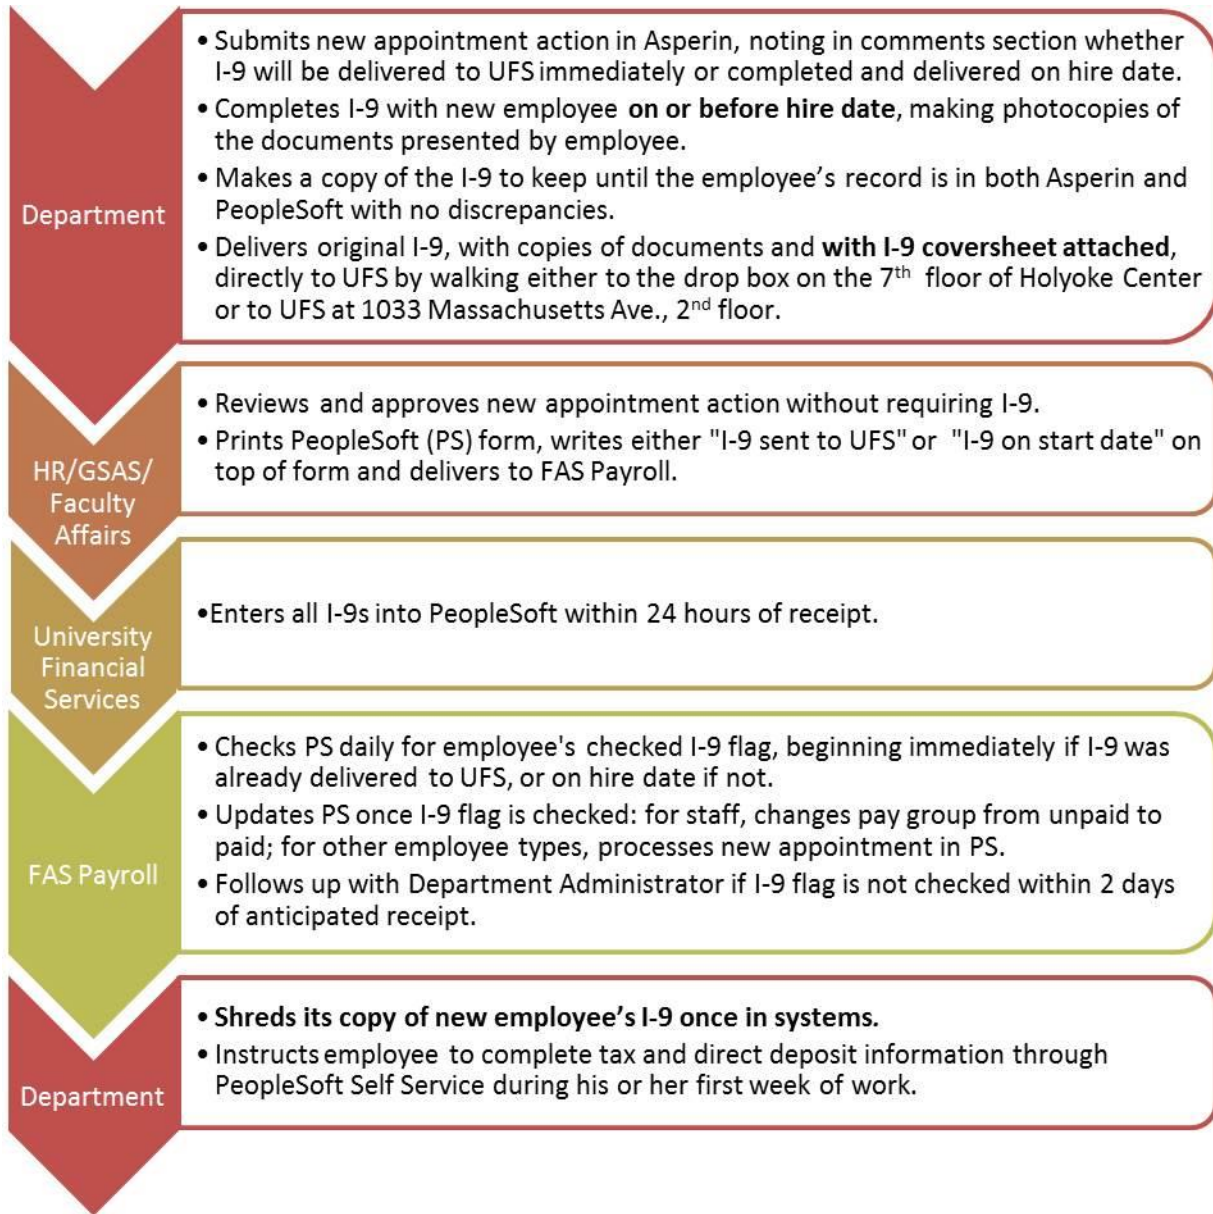 Department
• Submits new appointment action in Asperin, noting in comments section whether
I-9 will be delivered to UFS immediately or completed and delivered on hire date.
• Completes I-9 with new employee on or before hire date, making photocopies of
the documents presented by employee.
• Makes a copy of the I-9 to keep until the employee's record is in both Asperin and
PeopleSoft with no discrepancies.
• Delivers original I-9, with copies of documents and with I-9 coversheet attached,
directly to UFS by walking either to the drop box on the 7th floor of Holyoke Center
or to UFS at 1033 Massachusetts Ave., 2nd floor.
HR/GSAS/
Faculty
Affairs
• Reviews and approves new appointment action without requiring I-9.
• Prints PeopleSoft (PS) form, writes either "I-9 sent to UFS" or "I-9 on start date" on
top of form and delivers to FAS Payroll.
University
Financial
Services
•Enters all I-9s into PeopleSoft within 24 hours of receipt.
FAS Payroll
• Checks PS daily for employee's checked I-9 flag, beginning immediately if I-9 was
already delivered to UFS, or on hire date if not.
• Updates PS once I-9 flag is checked: for staff, changes pay group from unpaid to
paid; for other employee types, processes new appointment in PS.
• Follows up with Department Administrator if I-9 flag is not checked within 2 days
of anticipated receipt.
Department
• Shreds its copy of new employee's I-9 once in systems.
• Instructs employee to complete tax and direct deposit information through
PeopleSoft Self Service during his or her first week of work.